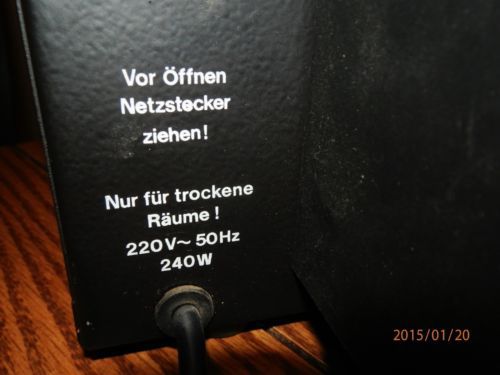 Vor Öffnen
Netzstecker
ziehen!
Nur für trockene
Räume!
220V~ 50Hz
240W
2015/01/20